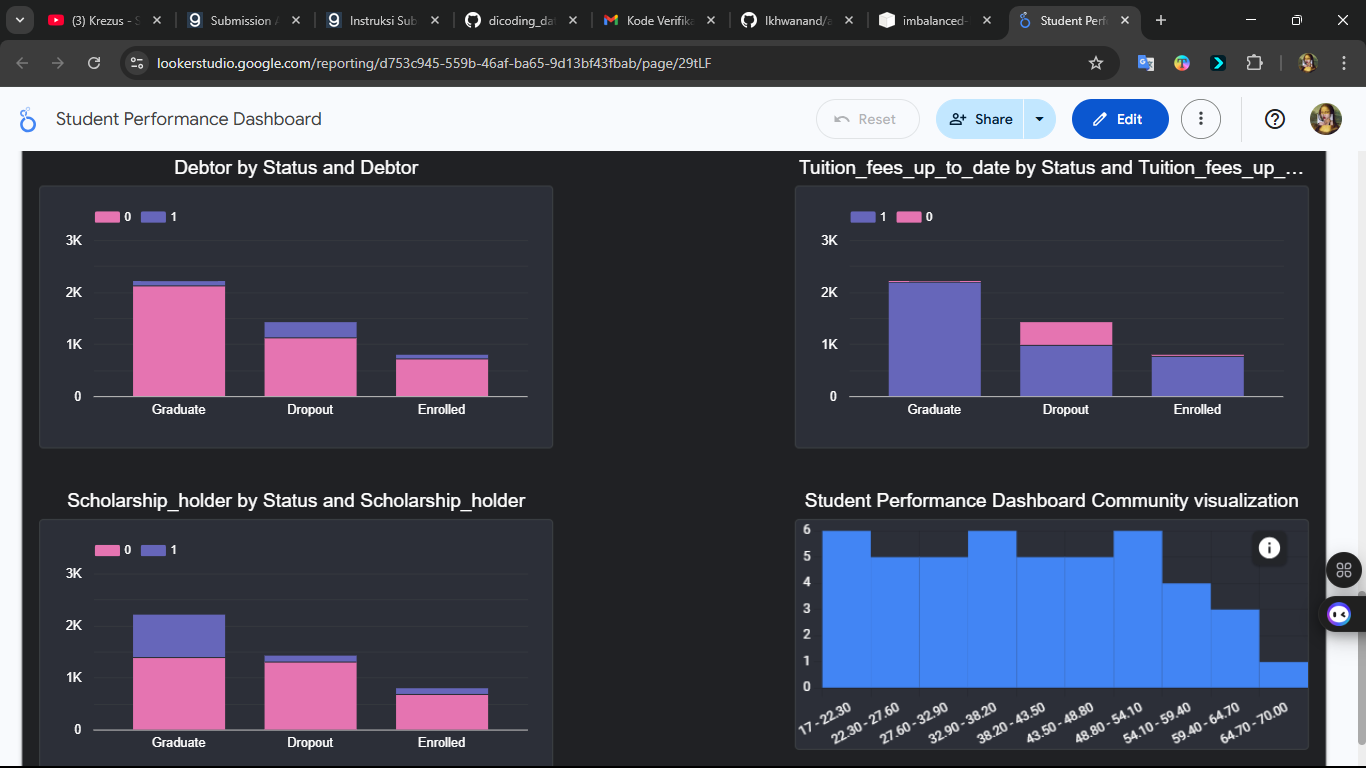 (3) Krezus - S
Submission A
Instruksi Sub
dicoding_dat
Kode Verifika
Ikhwanand/a
imbalanced-
Student Perf
lookerstudio.google.com/reporting/d753c945-559b-46af-ba65-9d13bf43fbab/page/29tLF
Student Performance Dashboard
Reset
Share
Edit
Debtor by Status and Debtor
0 1
3K
2K
1K
0
Graduate Dropout Enrolled
Tuition_fees_up_to_date by Status and Tuition_fees_up_...
1 0
3K
2K
1K
0
Graduate Dropout Enrolled
Scholarship_holder by Status and Scholarship_holder
0 1
3K
2K
1K
0
Graduate Dropout Enrolled
Student Performance Dashboard Community visualization
6
5
4
3
2
1
0
17 - 22.30
22.30 - 27.60
27.60 - 32.90
32.90 - 38.20
38.20 - 43.50
43.50 - 48.80
48.80 - 54.10
54.10 - 59.40
59.40 - 64.70
64.70 - 70.00